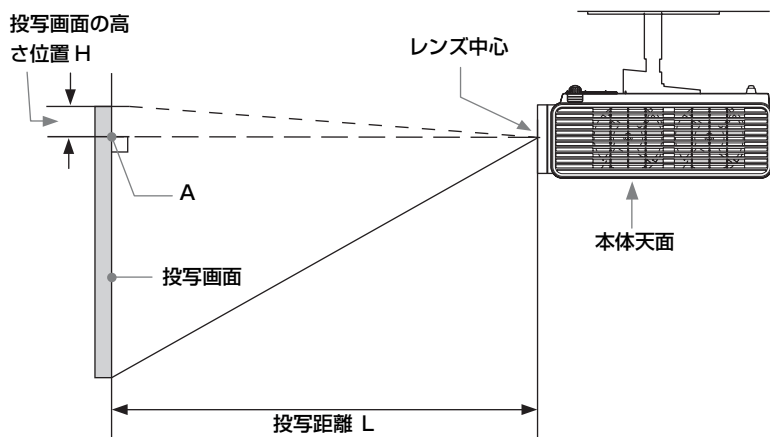 投写画面の高
さ位置 H
レンズ中心
A
本体天面
投写画面
投写距離 L